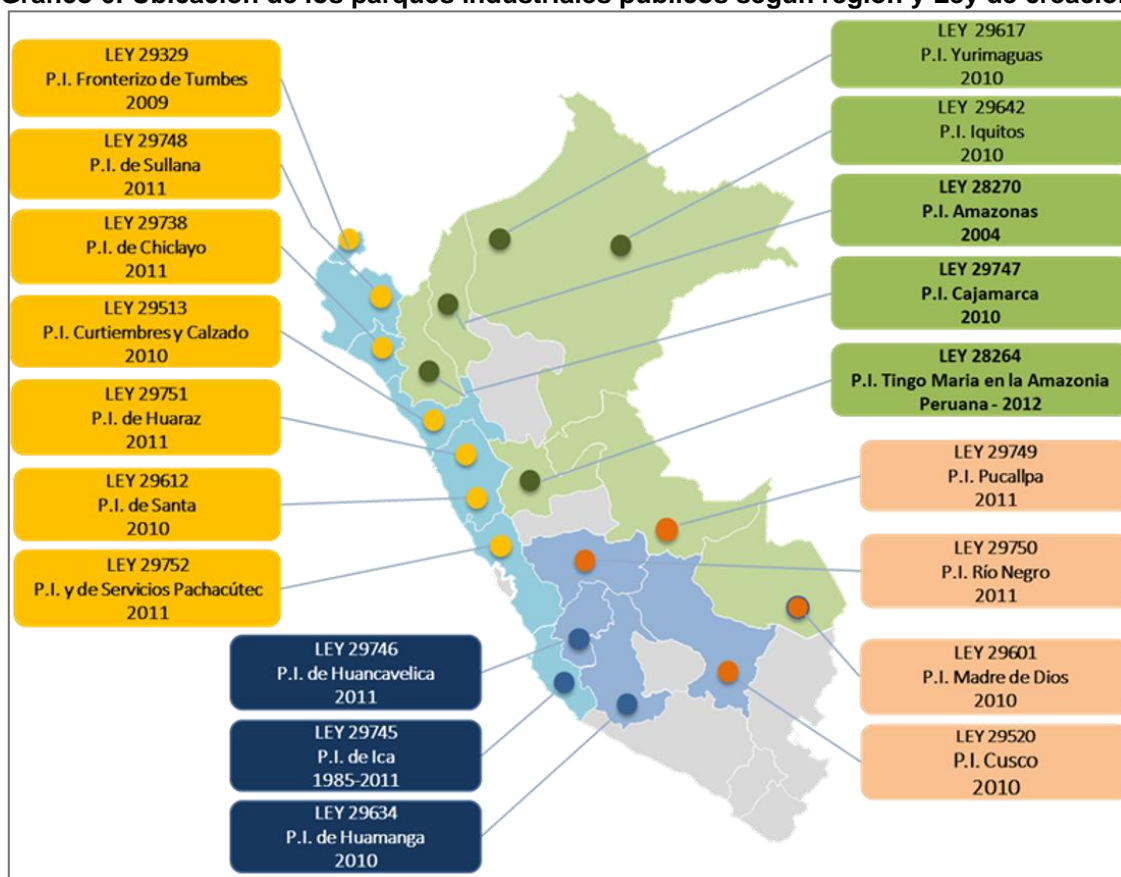 Gráfico 6: Ubicación de los parques industriales públicos según región y Ley de creación
LEY 29329
P.I. Fronterizo de Tumbes
2009
LEY 29748
P.I. de Sullana
2011
LEY 29738
P.I. de Chiclayo
2011
LEY 29513
P.I. Curtiembres y Calzado
2010
LEY 29751
P.I. de Huaraz
2011
LEY 29612
P.I. de Santa
2010
LEY 29752
P.I. y de Servicios Pachacútec
2011
LEY 29746
P.I. de Huancavelica
2011
LEY 29745
P.I. de Ica
1985-2011
LEY 29634
P.I. de Huamanga
2010
LEY 29617
P.I. Yurimaguas
2010
LEY 29642
P.I. Iquitos
2010
LEY 28270
P.I. Amazonas
2004
LEY 29747
P.I. Cajamarca
2010
LEY 28264
P.I. Tingo Maria en la Amazonia
Peruana - 2012
LEY 29749
P.I. Pucallpa
2011
LEY 29750
P.I. Río Negro
2011
LEY 29601
P.I. Madre de Dios
2010
LEY 29520
P.I. Cusco
2010